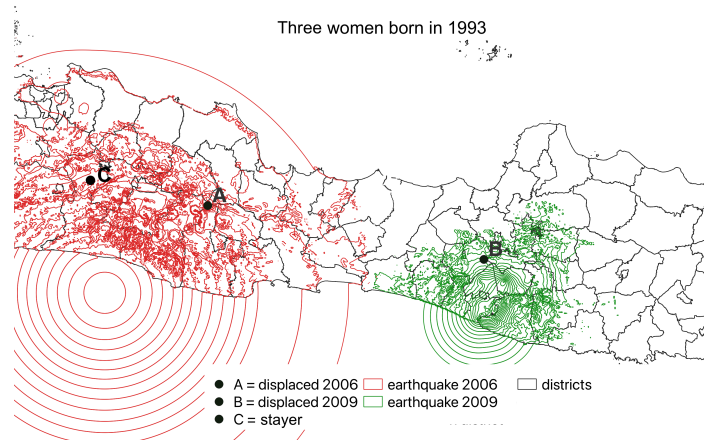 Three women born in 1993
C
A
B
A = displaced 2006 earthquake 2006 districts
B = displaced 2009 earthquake 2009
C = stayer